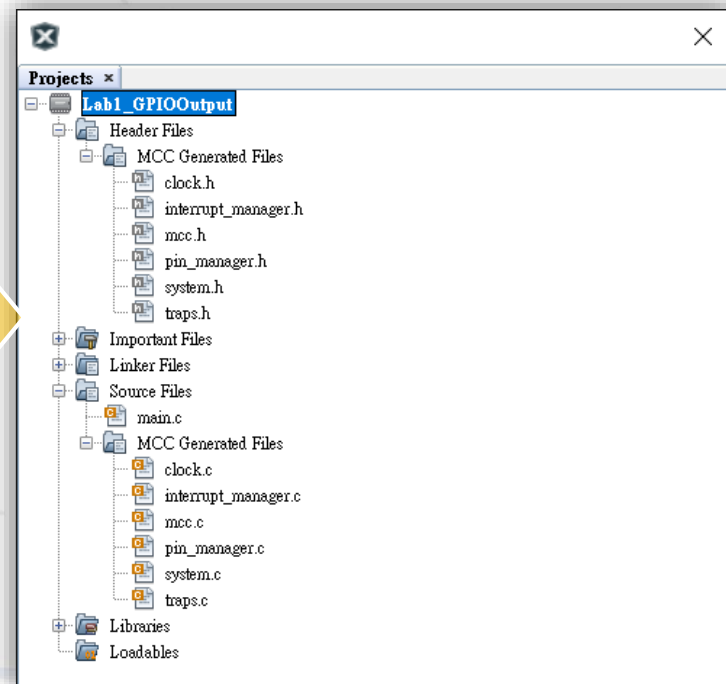 Projects
Lab1_GPIOOutput
Header Files
MCC Generated Files
clock.h
interrupt_manager.h
mcc.h
pin_manager.h
system.h
traps.h
Important Files
Linker Files
Source Files
main.c
MCC Generated Files
clock.c
interrupt_manager.c
mcc.c
pin_manager.c
system.c
traps.c
Libraries
Loadables